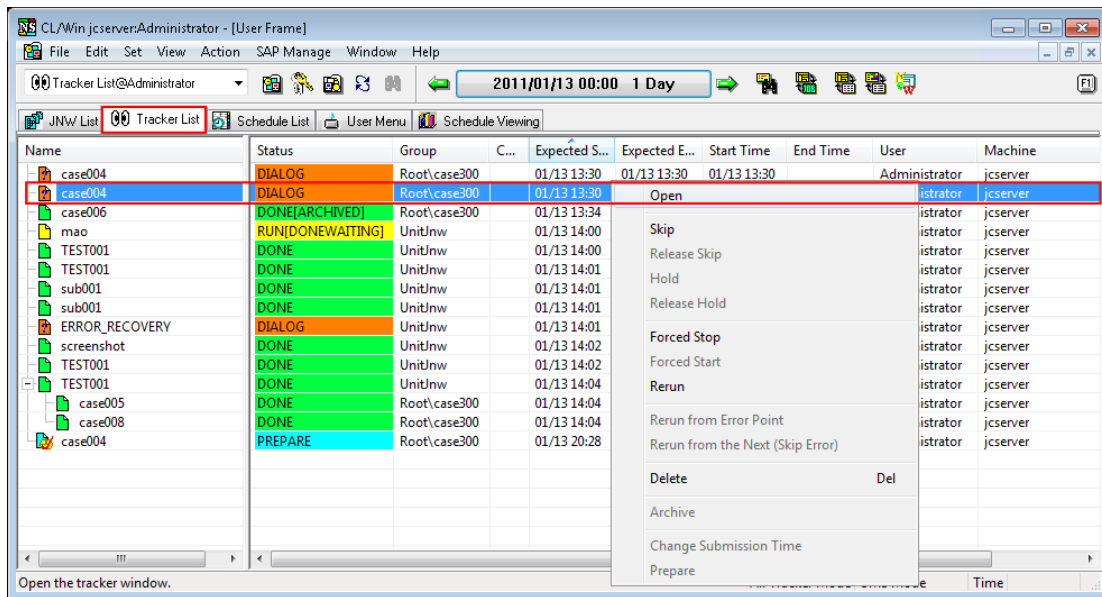 CL/Win jcserver:Administrator - [User Frame]
File Edit Set View Action SAP Manage Window Help
Tracker List@Administrator 2011/01/13 00:00 1 Day F1
JNW List Tracker List Schedule List User Menu Schedule Viewing
Name Status Group C... Expected S... Expected E... Start Time End Time User Machine
case004 DIALOG Root\case300 01/13 13:30 01/13 13:30 01/13 13:30 Administrator jcserver
case004 DIALOG Root\case300 01/13 13:30 Open istrator jcserver
case006 DONE[ARCHIVED] Root\case300 01/13 13:34 istrator jcserver
mao RUN[DONEWAITING] UnitJnw 01/13 14:00 Skip istrator jcserver
TEST001 DONE UnitJnw 01/13 14:00 Release Skip istrator jcserver
TEST001 DONE UnitJnw 01/13 14:01 Hold istrator jcserver
sub001 DONE UnitJnw 01/13 14:01 istrator jcserver
sub001 DONE UnitJnw 01/13 14:01 Release Hold istrator jcserver
ERROR_RECOVERY DIALOG UnitJnw 01/13 14:01 Forced Stop istrator jcserver
screenshot DONE UnitJnw 01/13 14:02 istrator jcserver
TEST001 DONE UnitJnw 01/13 14:02 Forced Start istrator jcserver
TEST001 DONE UnitJnw 01/13 14:04 Rerun istrator jcserver
case005 DONE Root\case300 01/13 14:04 istrator jcserver
case008 DONE Root\case300 01/13 14:04 Rerun from Error Point istrator jcserver
case004 PREPARE Root\case300 01/13 20:28 Rerun from the Next (Skip Error) istrator jcserver
Delete Del
Archive
Change Submission Time
Prepare
Open the tracker window. Time